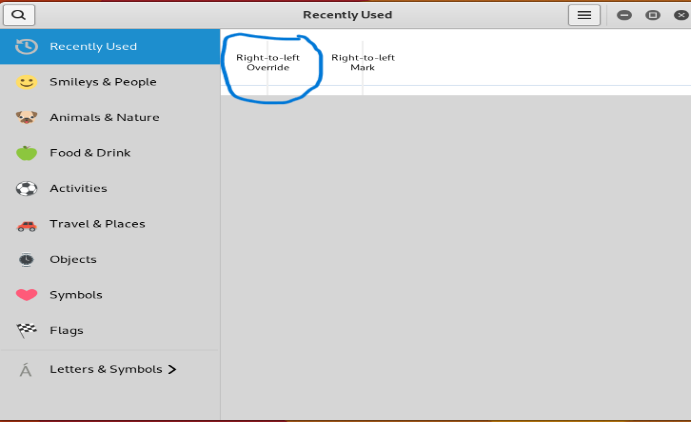 Recently Used
Recently Used
Smileys & People
Animals & Nature
Food & Drink
Activities
Travel & Places
Objects
Symbols
Flags
Á
Letters & Symbols
Right-to-left
Override
Right-to-left
Mark